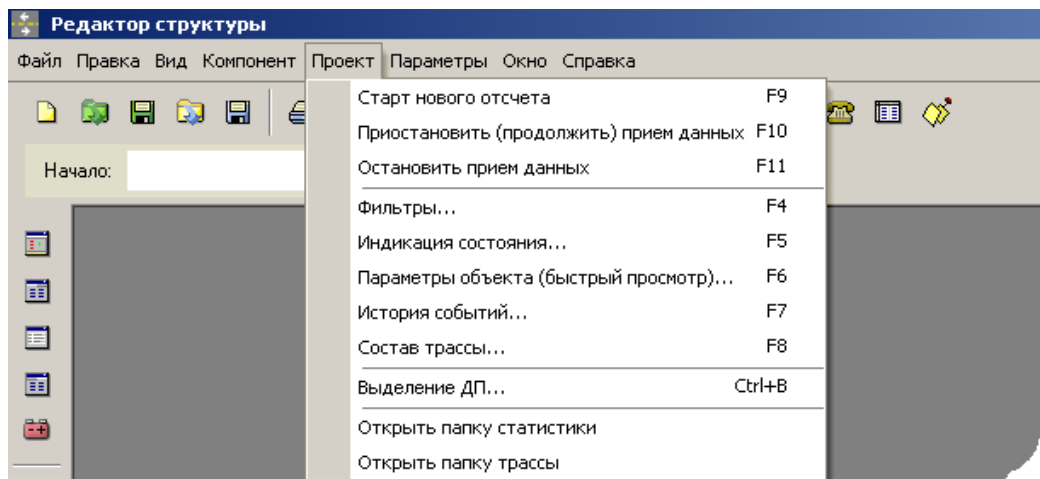 Редактор структуры
Файл Правка Вид Компонент Проект Параметры Окно Справка
Старт нового отсчета F9
Приостановить (продолжить) прием данных F10
Начало:
Остановить прием данных F11
Фильтры... F4
Индикация состояния... F5
Параметры объекта (быстрый просмотр)... F6
История событий... F7
Состав трассы... F8
Выделение ДП... Ctrl+B
Открыть папку статистики
Открыть папку трассы